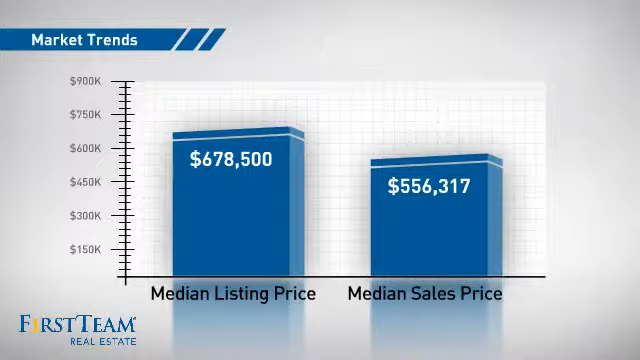 Market Trends
$900K
$750K
$600K
$450K
$300K
$150K
$678,500
$556,317
Median Listing Price
Median Sales Price
FIRST TEAM®
REAL ESTATE